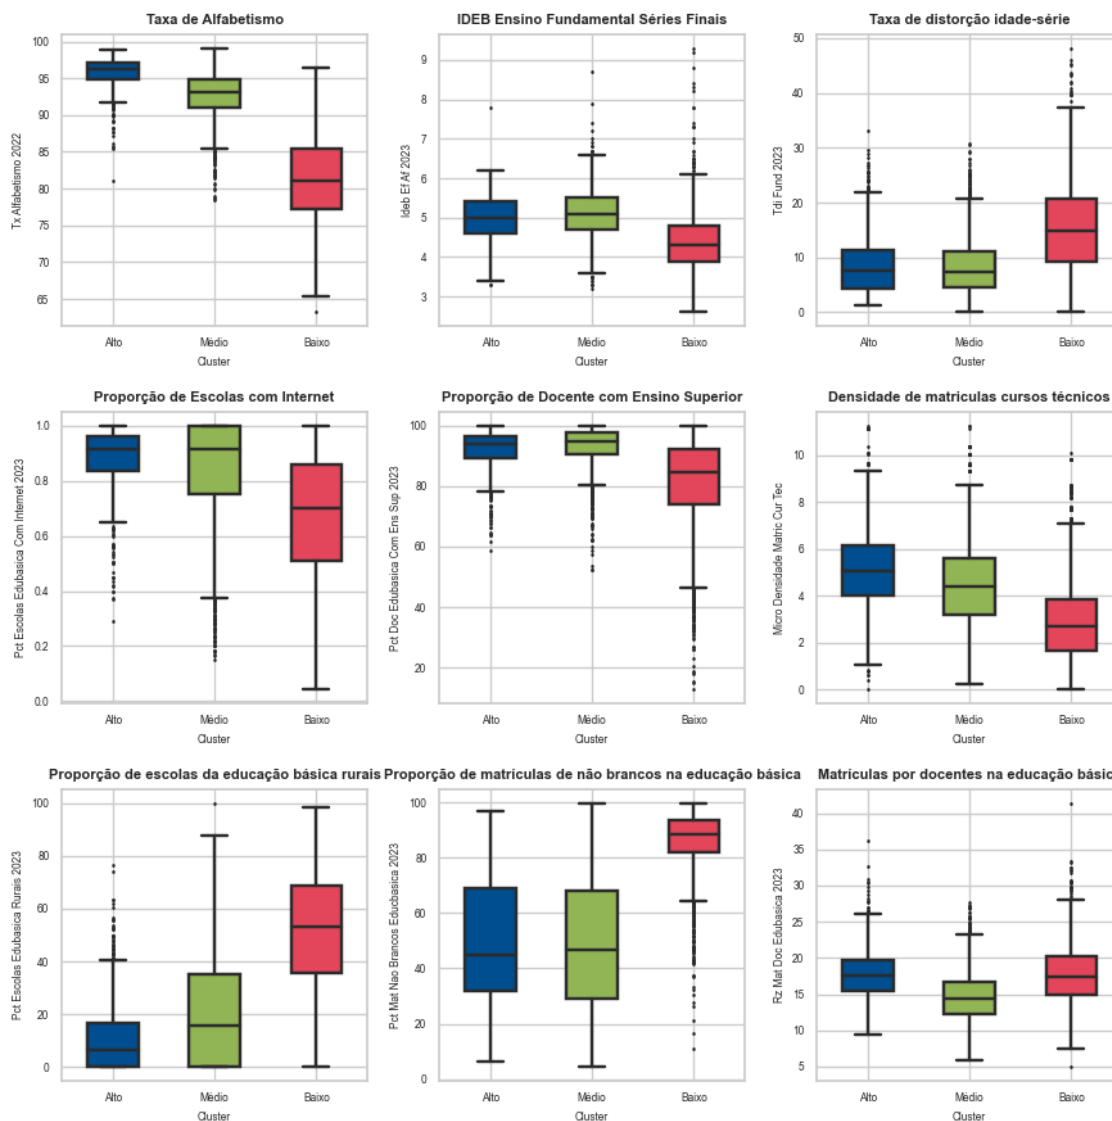 Taxa de Alfabetismo
Tx Alfabetismo 2022
100
95
90
85
80
75
70
65
Alto Médio Baixo
Cluster
IDEB Ensino Fundamental Séries Finais
Ideb Ef Af 2023
9
8
7
6
5
4
3
Alto Médio Baixo
Cluster
Taxa de distorção idade-série
Tdi Fund 2023
50
40
30
20
10
0
Alto Médio Baixo
Cluster
Proporção de Escolas com Internet
Pct Escolas Edubasica Com Internet 2023
1.0
0.8
0.6
0.4
0.2
0.0
Alto Médio Baixo
Cluster
Proporção de Docente com Ensino Superior
Pct Doc Edubasica Com Ens Sup 2023
100
80
60
40
20
Alto Médio Baixo
Cluster
Densidade de matriculas cursos técnicos
Micro Densidade Matric Cur Tec
10
8
6
4
2
0
Alto Médio Baixo
Cluster
Proporção de escolas da educação básica rurais
Pct Escolas Edubasica Rurais 2023
100
80
60
40
20
0
Alto Médio Baixo
Cluster
Proporção de matriculas de não brancos na educação básica
Pct Mat Nao Brancos Educbasica 2023
100
80
60
40
20
0
Alto Médio Baixo
Cluster
Matrículas por docentes na educação básic
Rz Mat Doc Edubasica 2023
40
35
30
25
20
15
10
5
Alto Médio Baixo
Cluster